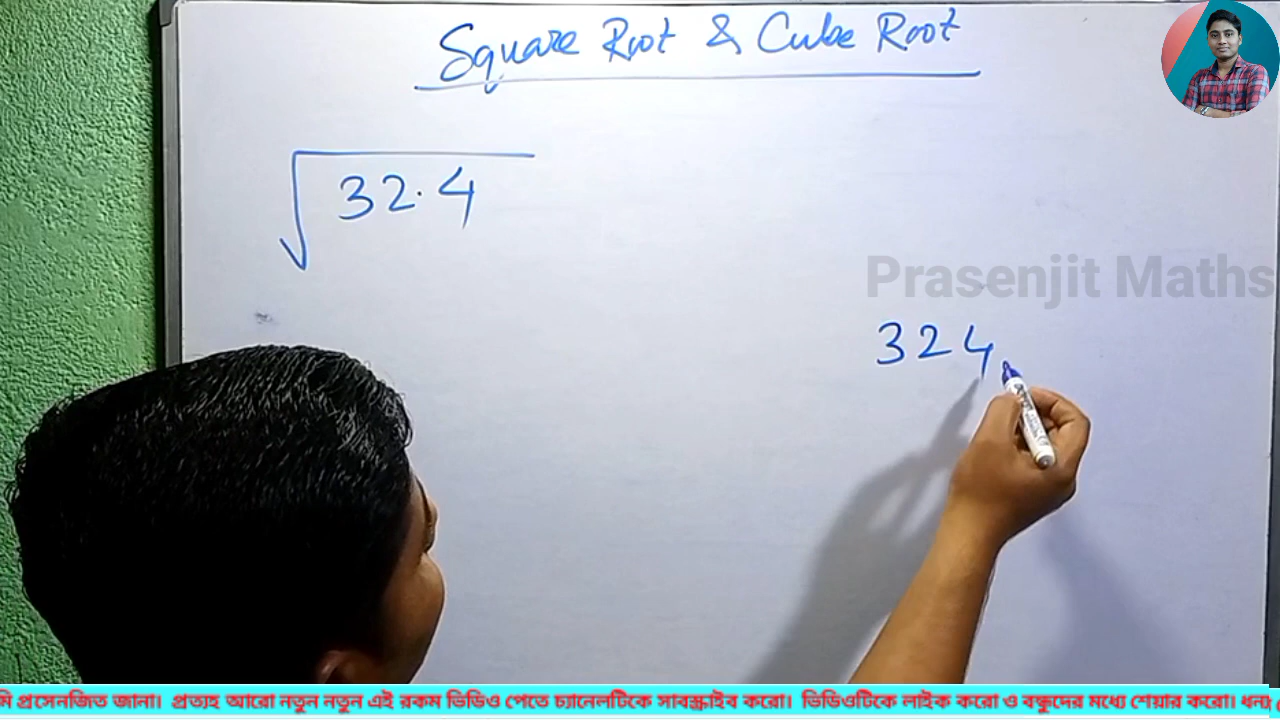 Square Root & Cube Root
√32.4
Prasenjit Maths
324
মি প্রসেনজিত জানা। প্রত্যহ আরো নতুন নতুন এই রকম ভিডিও পেতে চ্যানেলটিকে সাবস্ক্রাইব করো। ভিডিওটিকে লাইক করো ও বন্ধুদের মধ্যে শেয়ার করো। ধন্য